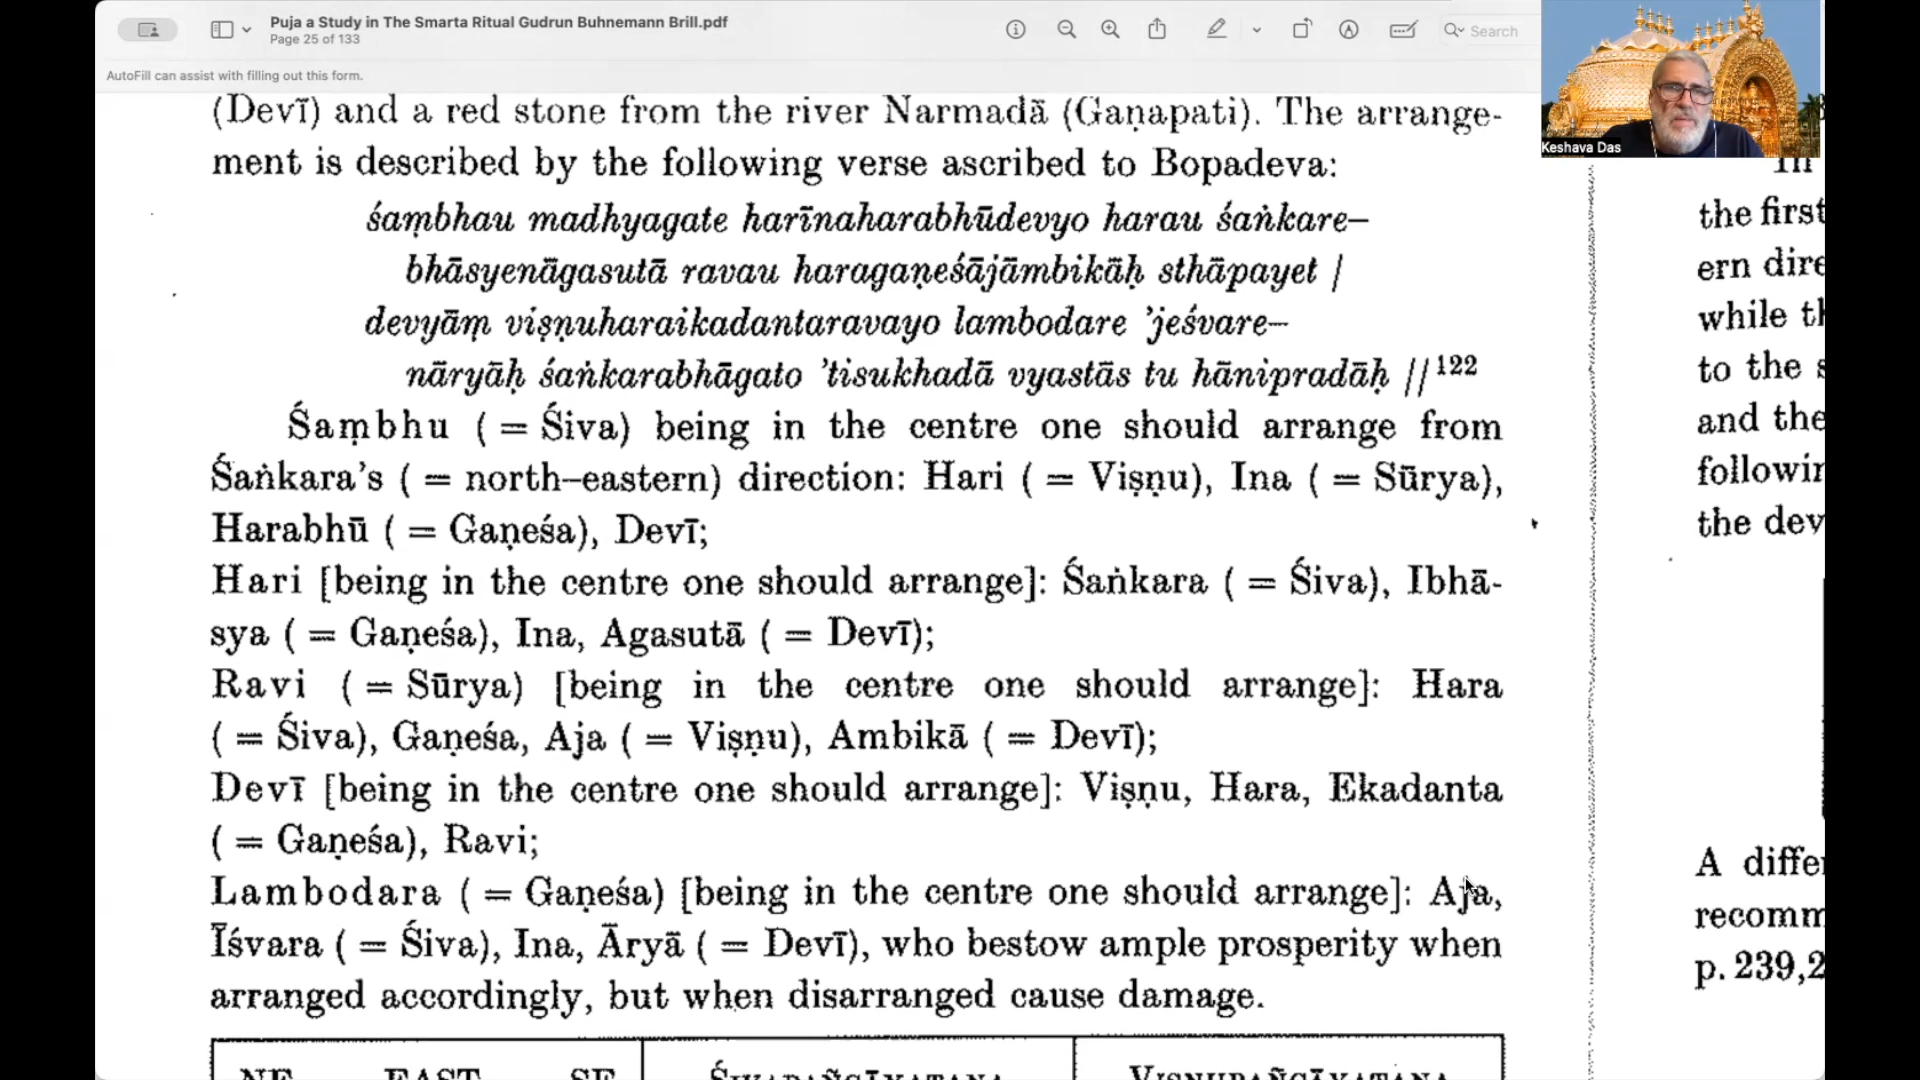 Puja a Study in The Smarta Ritual Gudrun Buhnemann Brill.pdf
Page 25 of 133
Search
AutoFill can assist with filling out this form.
Keshava Das
(Devī) and a red stone from the river Narmadā (Gaṇapati). The arrange-
ment is described by the following verse ascribed to Bopadeva:
śaṃbhau madhyagate harīnaharabhūdevyo harau śaṅkare–
bhāsyenāgasutā ravau haragaṇeśājāmbikāḥ sthāpayet /
devyāṃ viṣṇuharaikadantaravayo lambodare 'jeśvare–
nāryāḥ śaṅkarabhāgato 'tisukhadā vyastās tu hānipradāḥ //122
Śaṃbhu ( = Śiva) being in the centre one should arrange from
Śaṅkara's ( = north–eastern) direction: Hari ( = Viṣṇu), Ina ( = Sūrya),
Harabhū ( = Gaṇeśa), Devī;
Hari [being in the centre one should arrange]: Śaṅkara ( = Śiva), Ibhā-
sya ( = Gaṇeśa), Ina, Agasutā ( = Devī);
Ravi ( = Sūrya) [being in the centre one should arrange]: Hara
( = Śiva), Gaṇeśa, Aja ( = Viṣṇu), Ambikā ( = Devī);
Devī [being in the centre one should arrange]: Viṣṇu, Hara, Ekadanta
( = Gaṇeśa), Ravi;
Lambodara ( = Gaṇeśa) [being in the centre one should arrange]: Aja,
Īśvara ( = Śiva), Ina, Āryā ( = Devī), who bestow ample prosperity when
arranged accordingly, but when disarranged cause damage.
NE EAST SE ŚIVAPAÑCĀYATANA VIṢṆUPAÑCĀYATANA
In
the first
ern dire
while th
to the s
and the
followin
the dev
A differ
recomm
p. 239,2